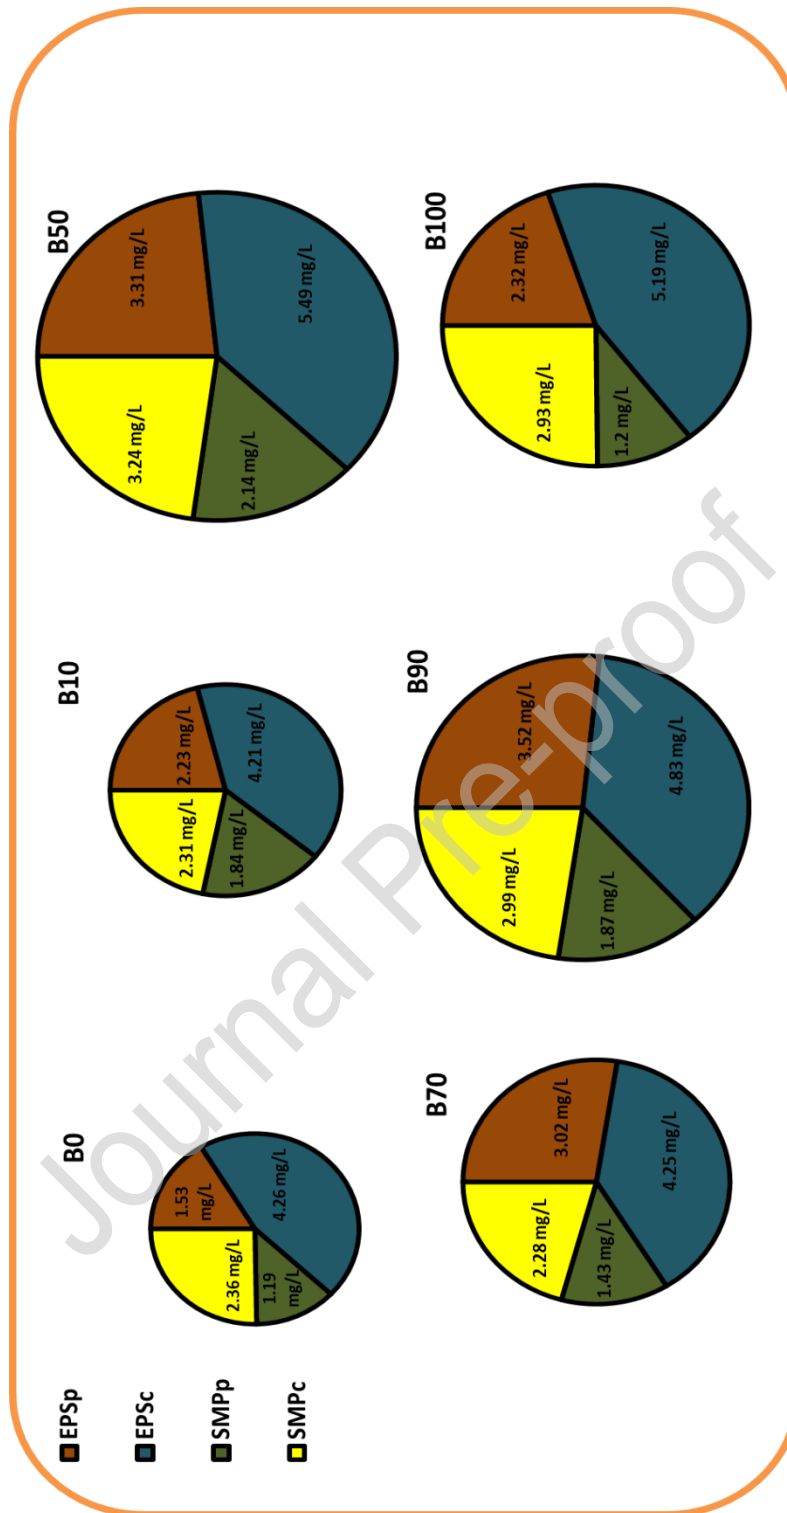 EPSp
EPSc
SMPp
SMPc
B0
1.53
mg/L
4.26 mg/L
1.19
mg/L
2.36 mg/L
B10
2.23 mg/L
4.21 mg/L
1.84 mg/L
2.31 mg/L
B50
3.31 mg/L
5.49 mg/L
2.14 mg/L
3.24 mg/L
B70
3.02 mg/L
4.25 mg/L
1.43 mg/L
2.28 mg/L
B90
3.52 mg/L
4.83 mg/L
1.87 mg/L
2.99 mg/L
B100
2.32 mg/L
5.19 mg/L
1.2 mg/L
2.93 mg/L
Journal Pre-proof